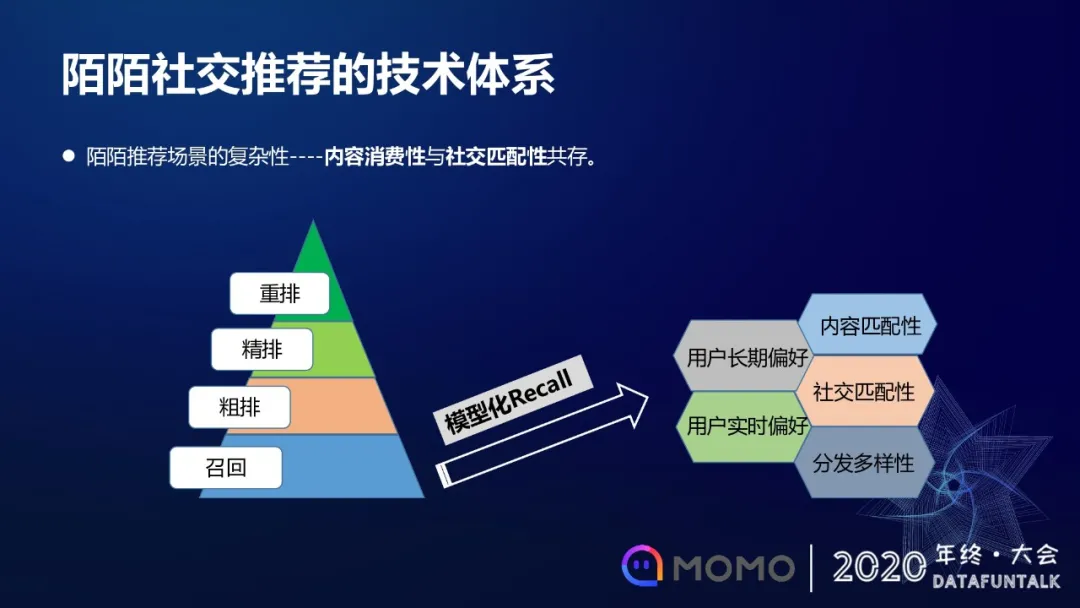 陌陌社交推荐的技术体系
● 陌陌推荐场景的复杂性----内容消费性与社交匹配性共存。
重排
精排
粗排
召回
模型化Recall
内容匹配性
用户长期偏好
社交匹配性
用户实时偏好
分发多样性
MOMO
2020 年终·大会
DATAFUNTALK